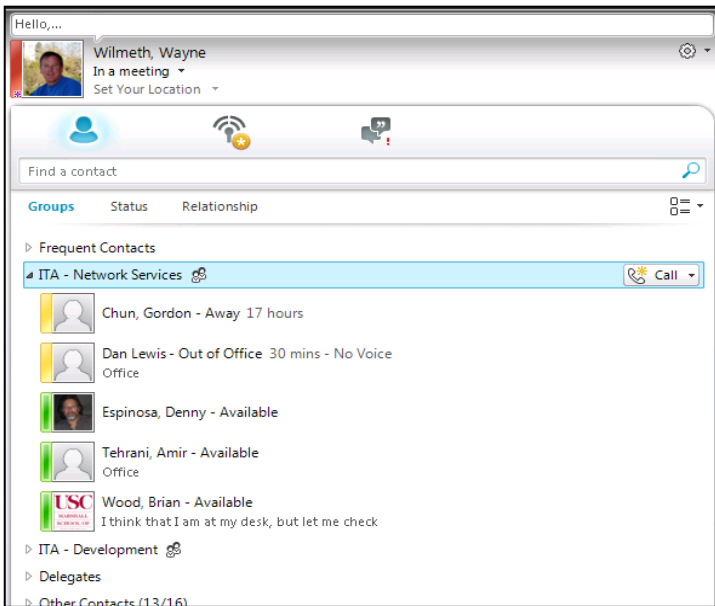 Hello,...
Wilmeth, Wayne
In a meeting
Set Your Location
Find a contact
Groups Status Relationship
Frequent Contacts
ITA - Network Services Call
Chun, Gordon - Away 17 hours
Dan Lewis - Out of Office 30 mins - No Voice
Office
Espinosa, Denny - Available
Tehrani, Amir - Available
Office
USC Wood, Brian - Available
MARSHALL
SCHOOL OF I think that I am at my desk, but let me check
ITA - Development
Delegates
Other Contacts (13/16)